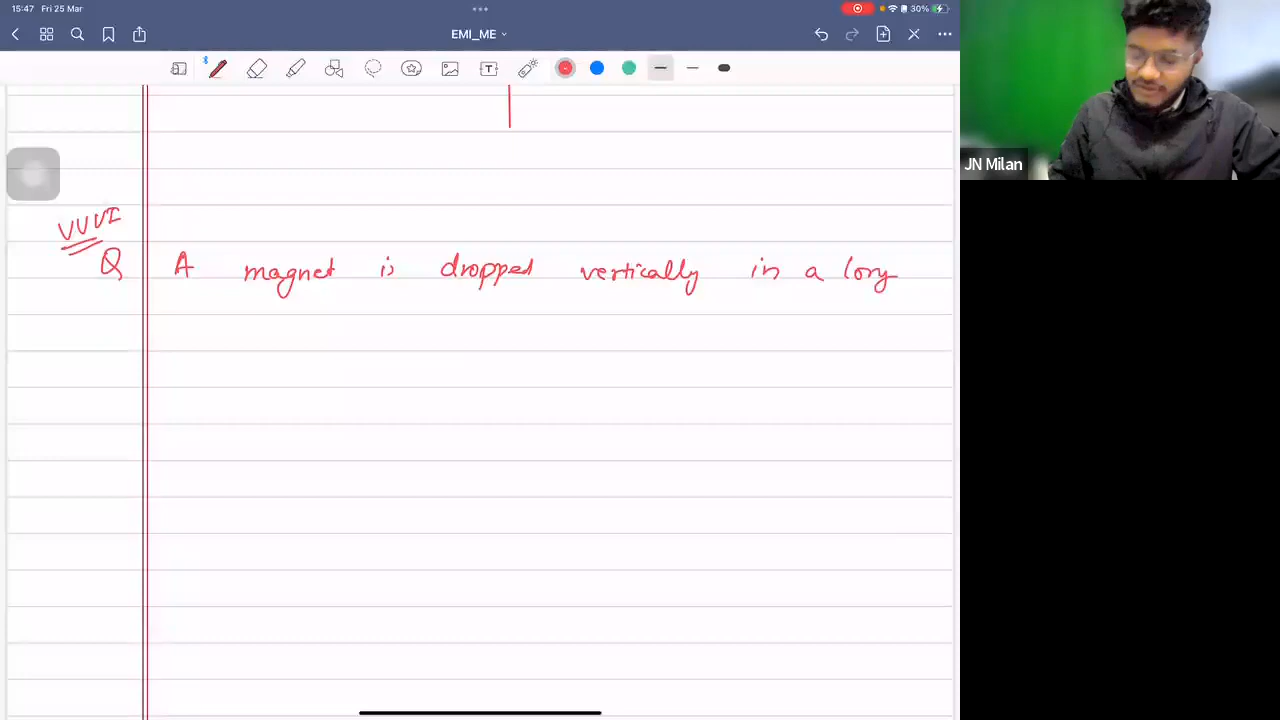 15:47 Fri 25 Mar
30%
EMI_ME
JN Milan
VVVI
Q A magnet is dropped vertically in a long